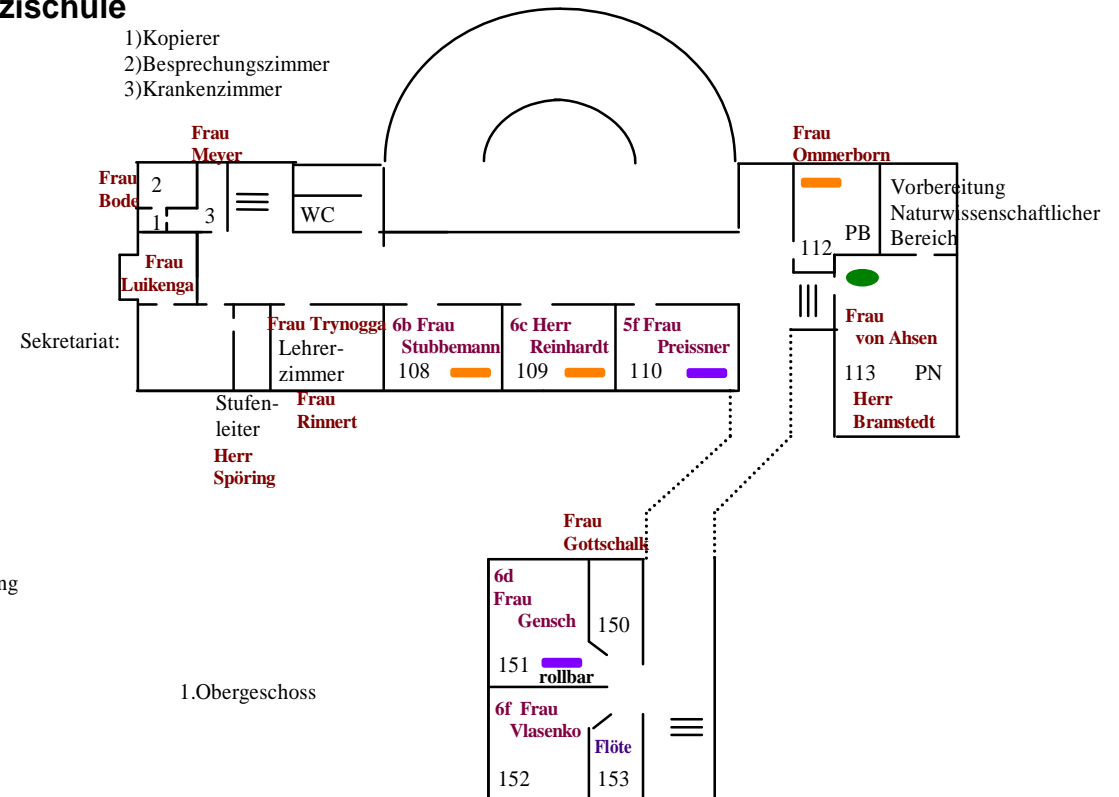 zischule
1)Kopierer
2)Besprechungszimmer
3)Krankenzimmer
Frau
Meyer
Frau
Ommerborn
Frau
Bode
2
1
3
WC
Vorbereitung
Naturwissenschaftlicher
Bereich
PB
112
Frau
Luikenga
Sekretariat:
Frau Trynogga
Lehrer-
zimmer
6b Frau
Stubbemann
108
6c Herr
Reinhardt
109
5f Frau
Preissner
110
Frau
von Ahsen
113 PN
Herr
Bramstedt
Stufen-
leiter
Frau
Rinnert
Herr
Spöring
Frau
Gottschalk
ng
6d
Frau
Gensch
150
151
rollbar
1.Obergeschoss
6f Frau
Vlasenko
Flöte
152
153